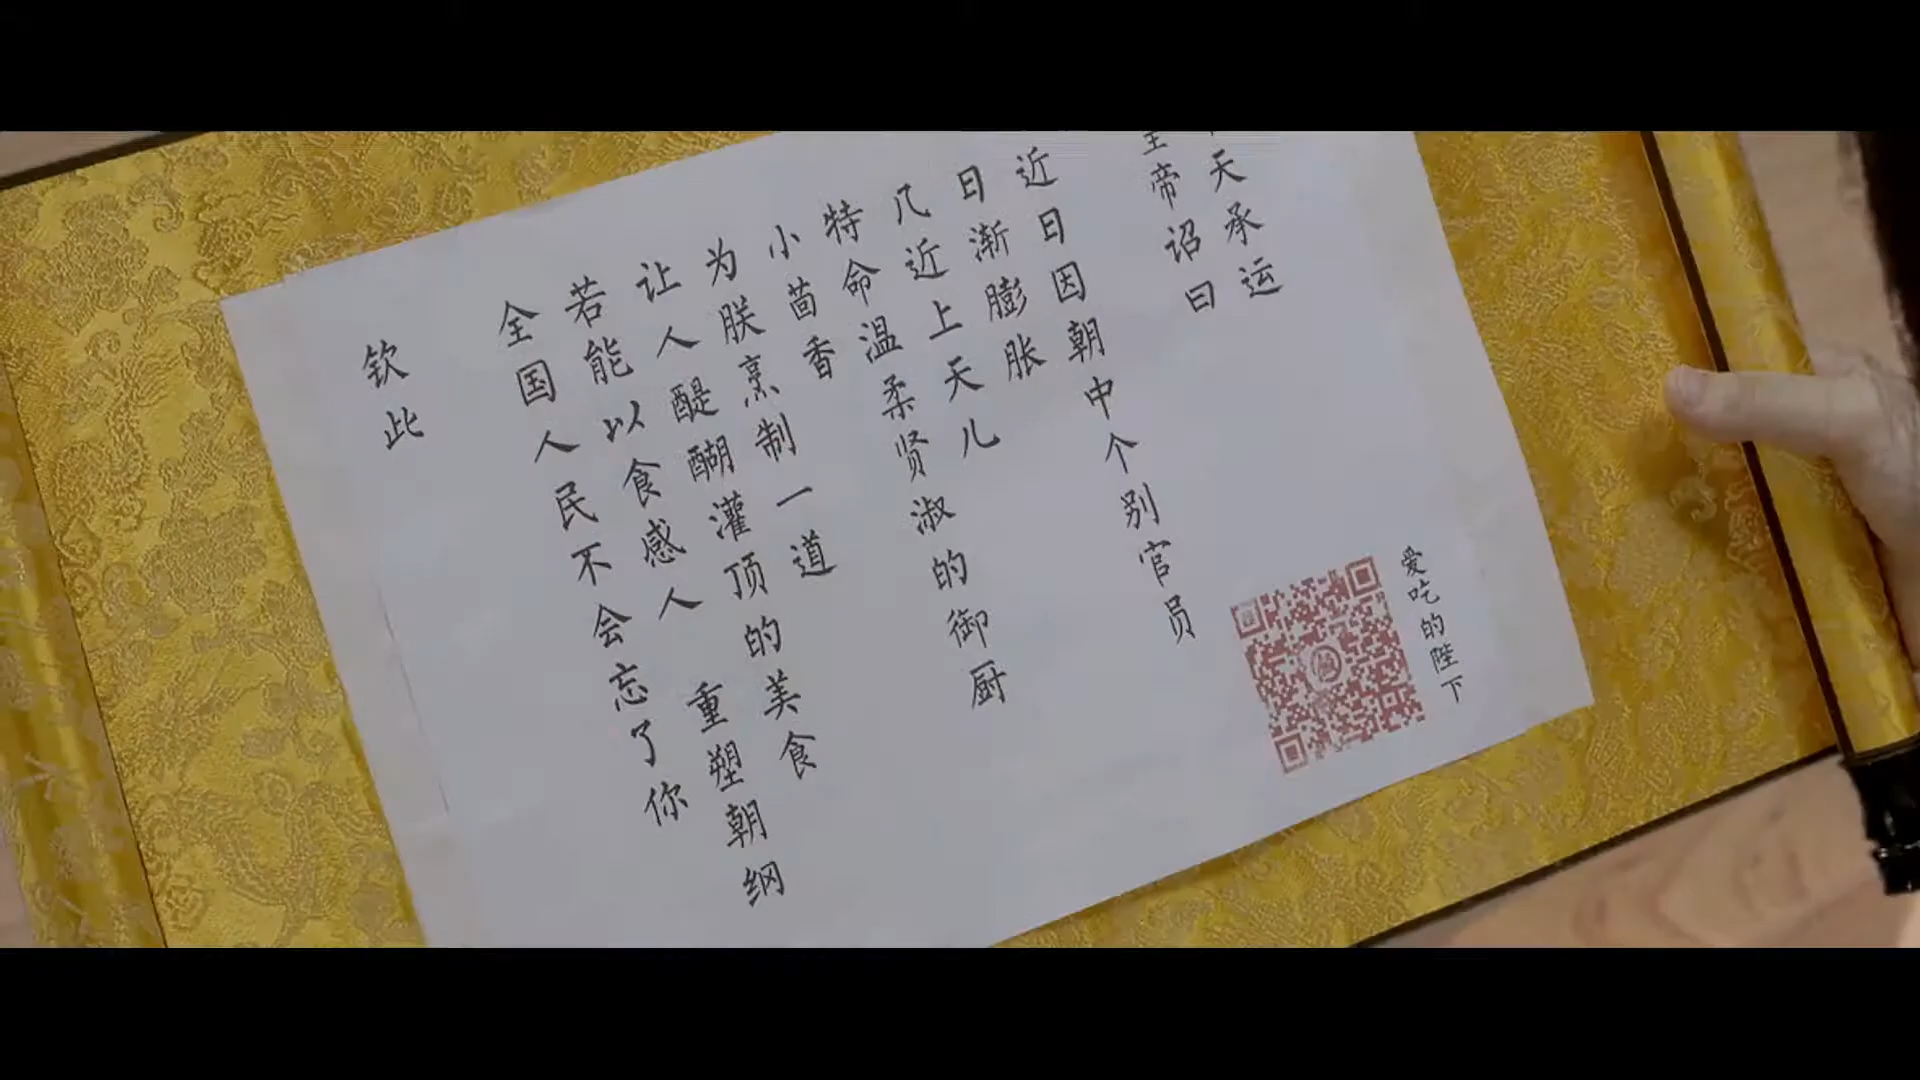 天承运
皇帝诏曰
近日因朝中个别官员
日渐膨胀
几近上天儿
特命温柔贤淑的御厨
小茴香
为朕烹制一道
让人醍醐灌顶的美食
若能以食感人 重塑朝纲
全国人民不会忘了你
钦此
爱吃的陛下